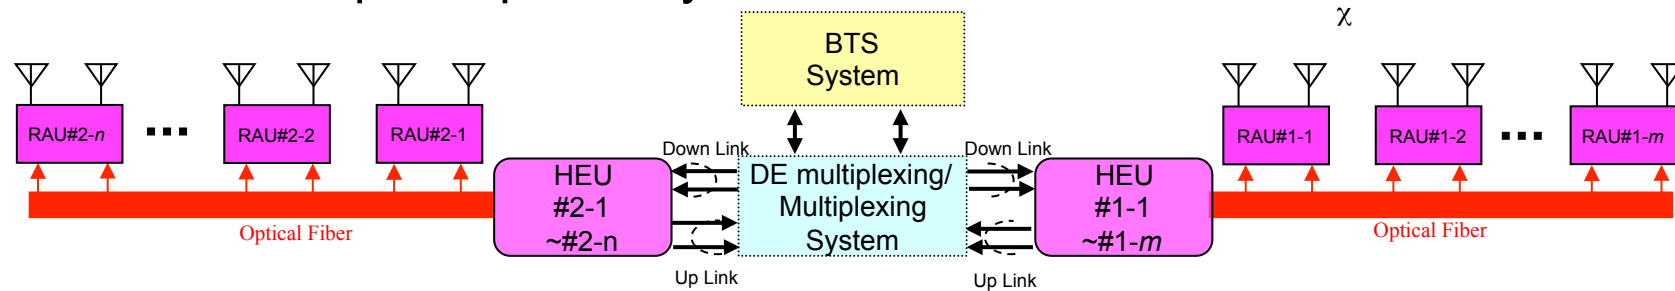 χ
BTS
System
RAU#2-n
RAU#2-2
RAU#2-1
RAU#1-1
RAU#1-2
RAU#1-m
Down Link
Down Link
HEU
#2-1
~#2-n
DE multiplexing/
Multiplexing
System
HEU
#1-1
~#1-m
Optical Fiber
Optical Fiber
Up Link
Up Link